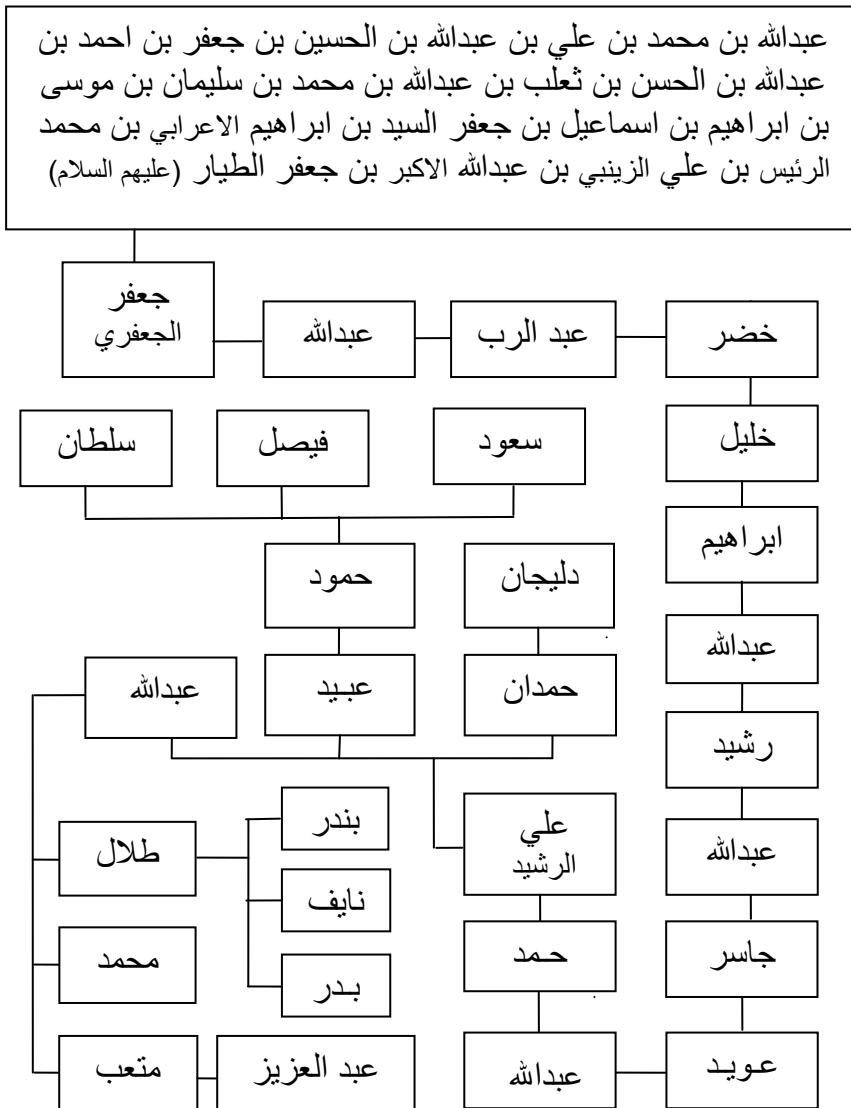 عبدالله بن محمد بن علي بن عبدالله بن الحسين بن جعفر بن احمد بن
عبدالله بن الحسن بن ثعلب بن عبدالله بن محمد بن سليمان بن موسى
بن ابراهيم بن اسماعيل بن جعفر السيد بن ابراهيم الاعرابي بن محمد
الرئيس بن علي الزينبي بن عبدالله الاكبر بن جعفر الطيار (عليهم السلام)
جعفر
الجعفري
عبدالله
عبد الرب
خضر
خليل
سعود
فيصل
سلطان
ابراهيم
دليجان
حمود
عبدالله
حمدان
عبيد
عبدالله
رشيد
علي
الرشيد
بندر
طلال
عبدالله
نايف
جاسر
حمد
محمد
بدر
عويد
عبدالله
عبد العزيز
متعب